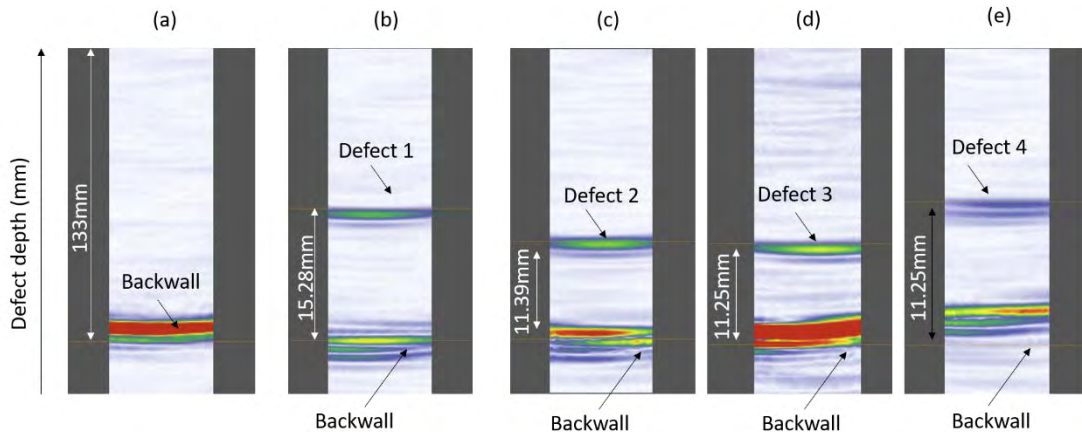 (a)
(b)
(c)
(d)
(e)
Defect depth (mm)
133mm
Backwall
Defect 1
15.28mm
Backwall
Defect 2
11.39mm
Backwall
Defect 3
11.25mm
Backwall
Defect 4
11.25mm
Backwall